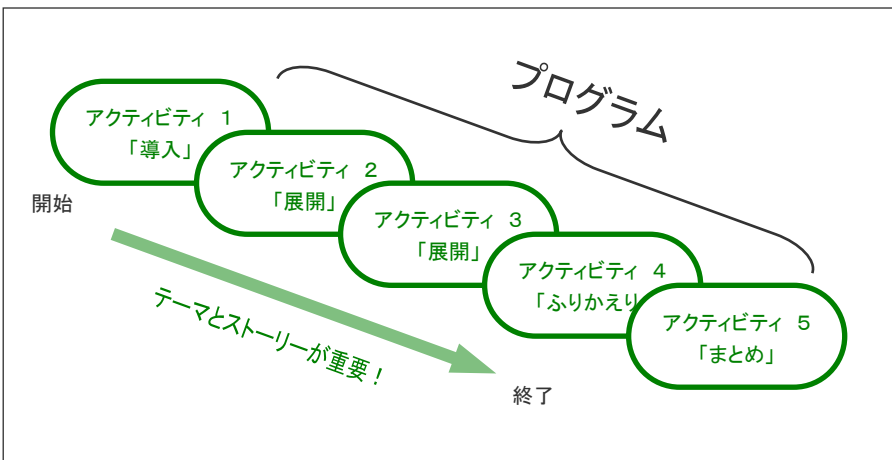 プログラム
アクティビティ 1
「導入」
アクティビティ 2
「展開」
開始
アクティビティ 3
「展開」
アクティビティ 4
「ふりかえり
アクティビティ 5
「まとめ」
テーマとストーリーが重要！
終了